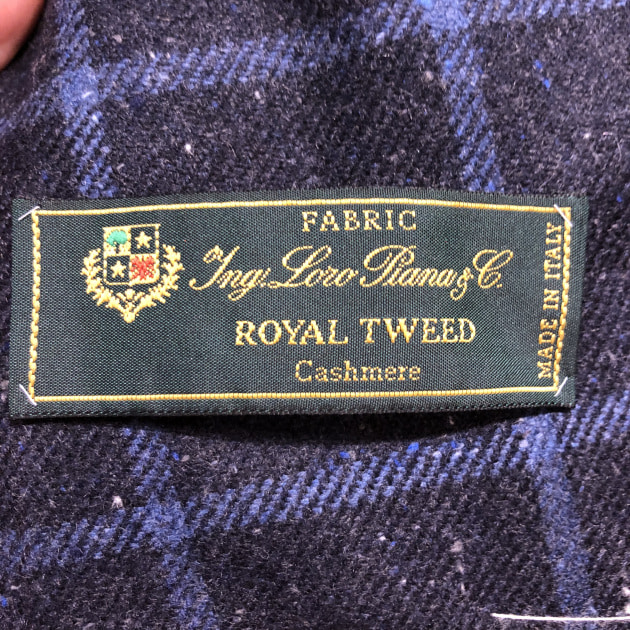 FABRIC
Ing. Loro Piana & C.
ROYAL TWEED
Cashmere
MADE IN ITALY